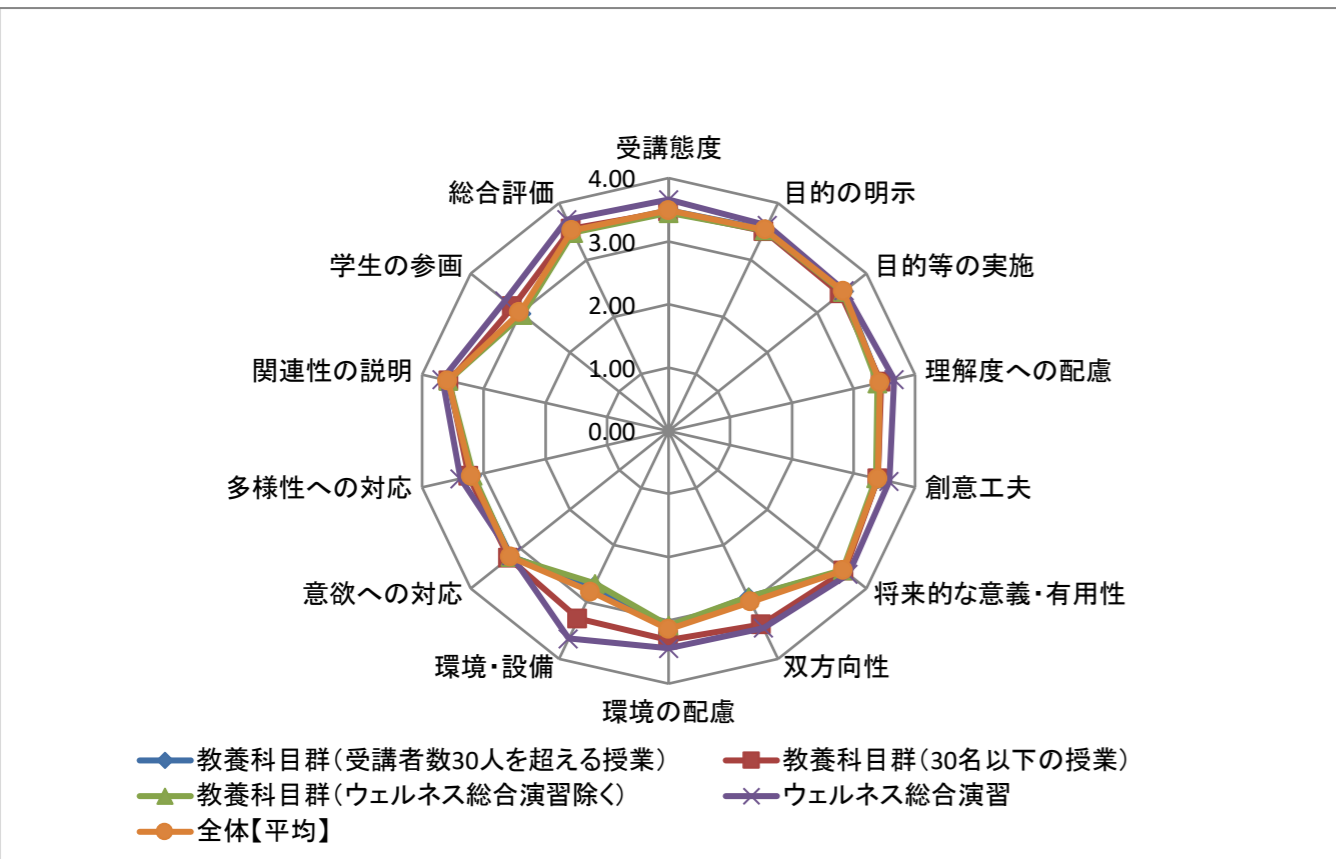 受講態度
4.00
総合評価
目的の明示
3.00
学生の参画
目的等の実施
2.00
関連性の説明
1.00
理解度への配慮
0.00
多様性への対応
創意工夫
意欲への対応
将来的な意義・有用性
環境・設備
双方向性
環境の配慮
教養科目群（受講者数30人を超える授業）
教養科目群（30名以下の授業）
教養科目群（ウェルネス総合演習除く）
ウェルネス総合演習
全体【平均】